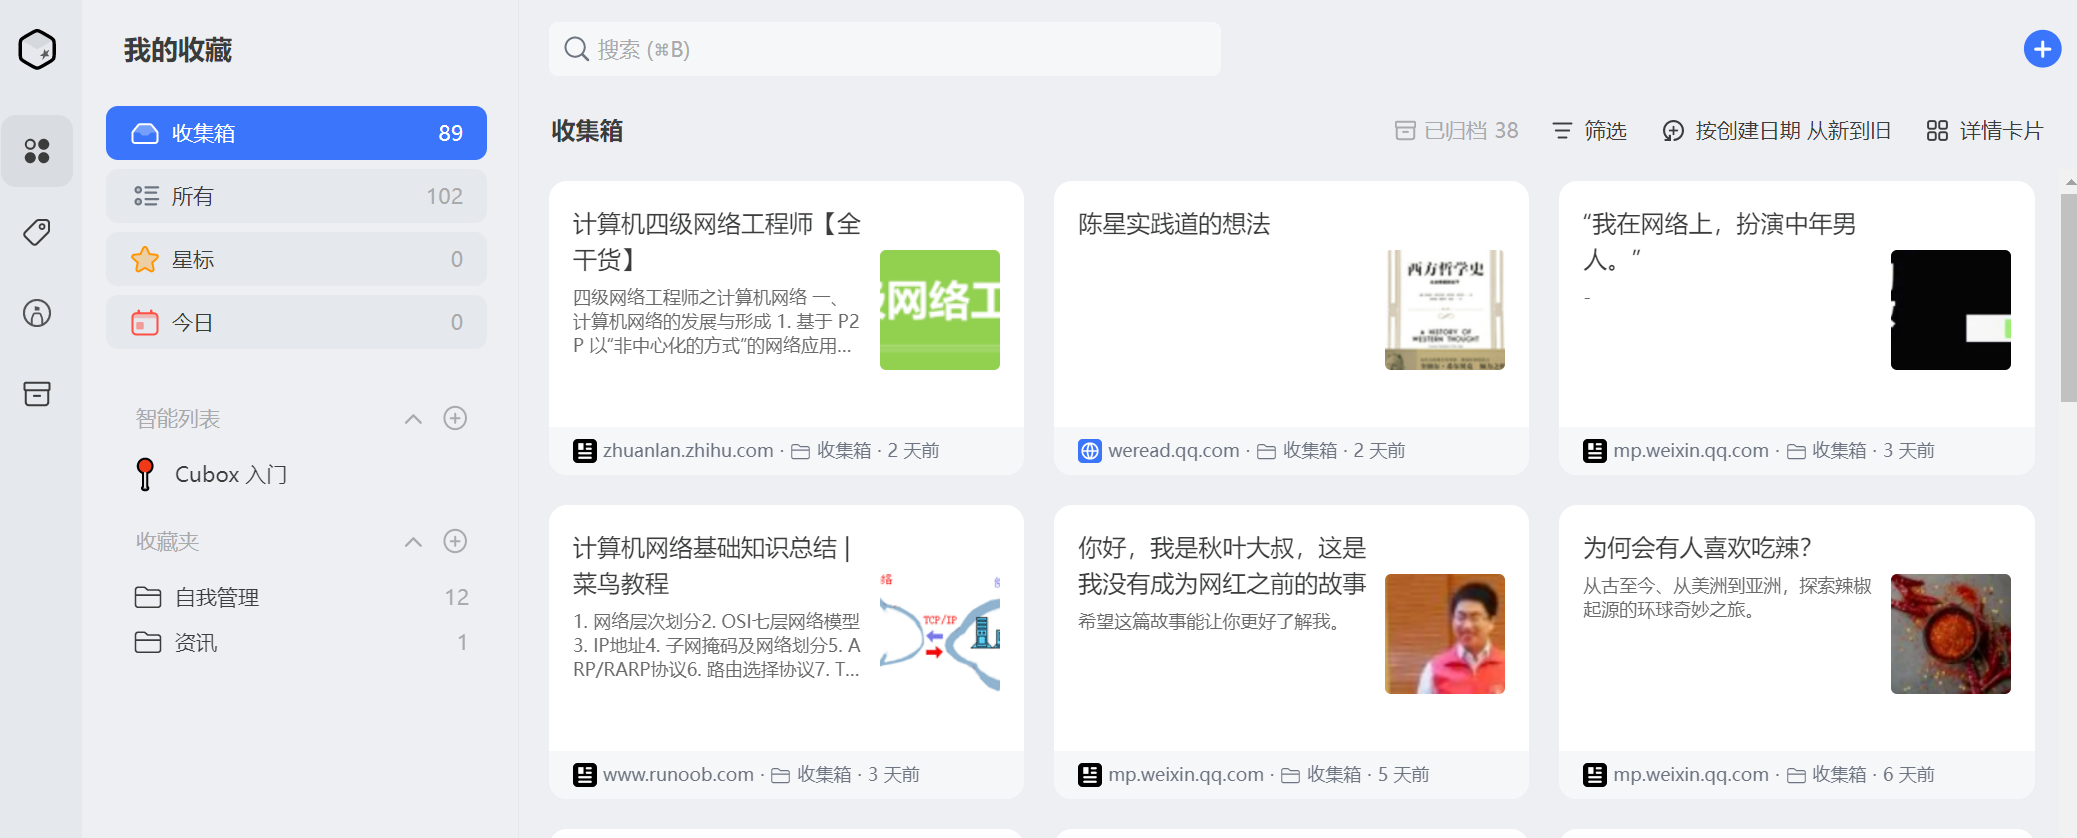 我的收藏
搜索 (⌘B)
收集箱 89
所有 102
星标 0
今日 0
智能列表
Cubox 入门
收藏夹
自我管理 12
资讯 1
收集箱
已归档 38
筛选
按创建日期 从新到旧
详情卡片
计算机四级网络工程师【全
干货】
四级网络工程师之计算机网络 一、
计算机网络的发展与形成 1. 基于 P2
P 以“非中心化的方式”的网络应用...
网络工
zhuanlan.zhihu.com · 收集箱 · 2 天前
陈星实践道的想法
西方哲学史
A HISTORY OF
WESTERN THOUGHT
weread.qq.com · 收集箱 · 2 天前
“我在网络上，扮演中年男
人。”
-
mp.weixin.qq.com · 收集箱 · 3 天前
计算机网络基础知识总结 |
菜鸟教程
1. 网络层次划分2. OSI七层网络模型
3. IP地址4. 子网掩码及网络划分5. A
RP/RARP协议6. 路由选择协议7. T...
络
TCP/IP
www.runoob.com · 收集箱 · 3 天前
你好，我是秋叶大叔，这是
我没有成为网红之前的故事
希望这篇故事能让你更好了解我。
mp.weixin.qq.com · 收集箱 · 5 天前
为何会有人喜欢吃辣？
从古至今、从美洲到亚洲，探索辣椒
起源的环球奇妙之旅。
mp.weixin.qq.com · 收集箱 · 6 天前